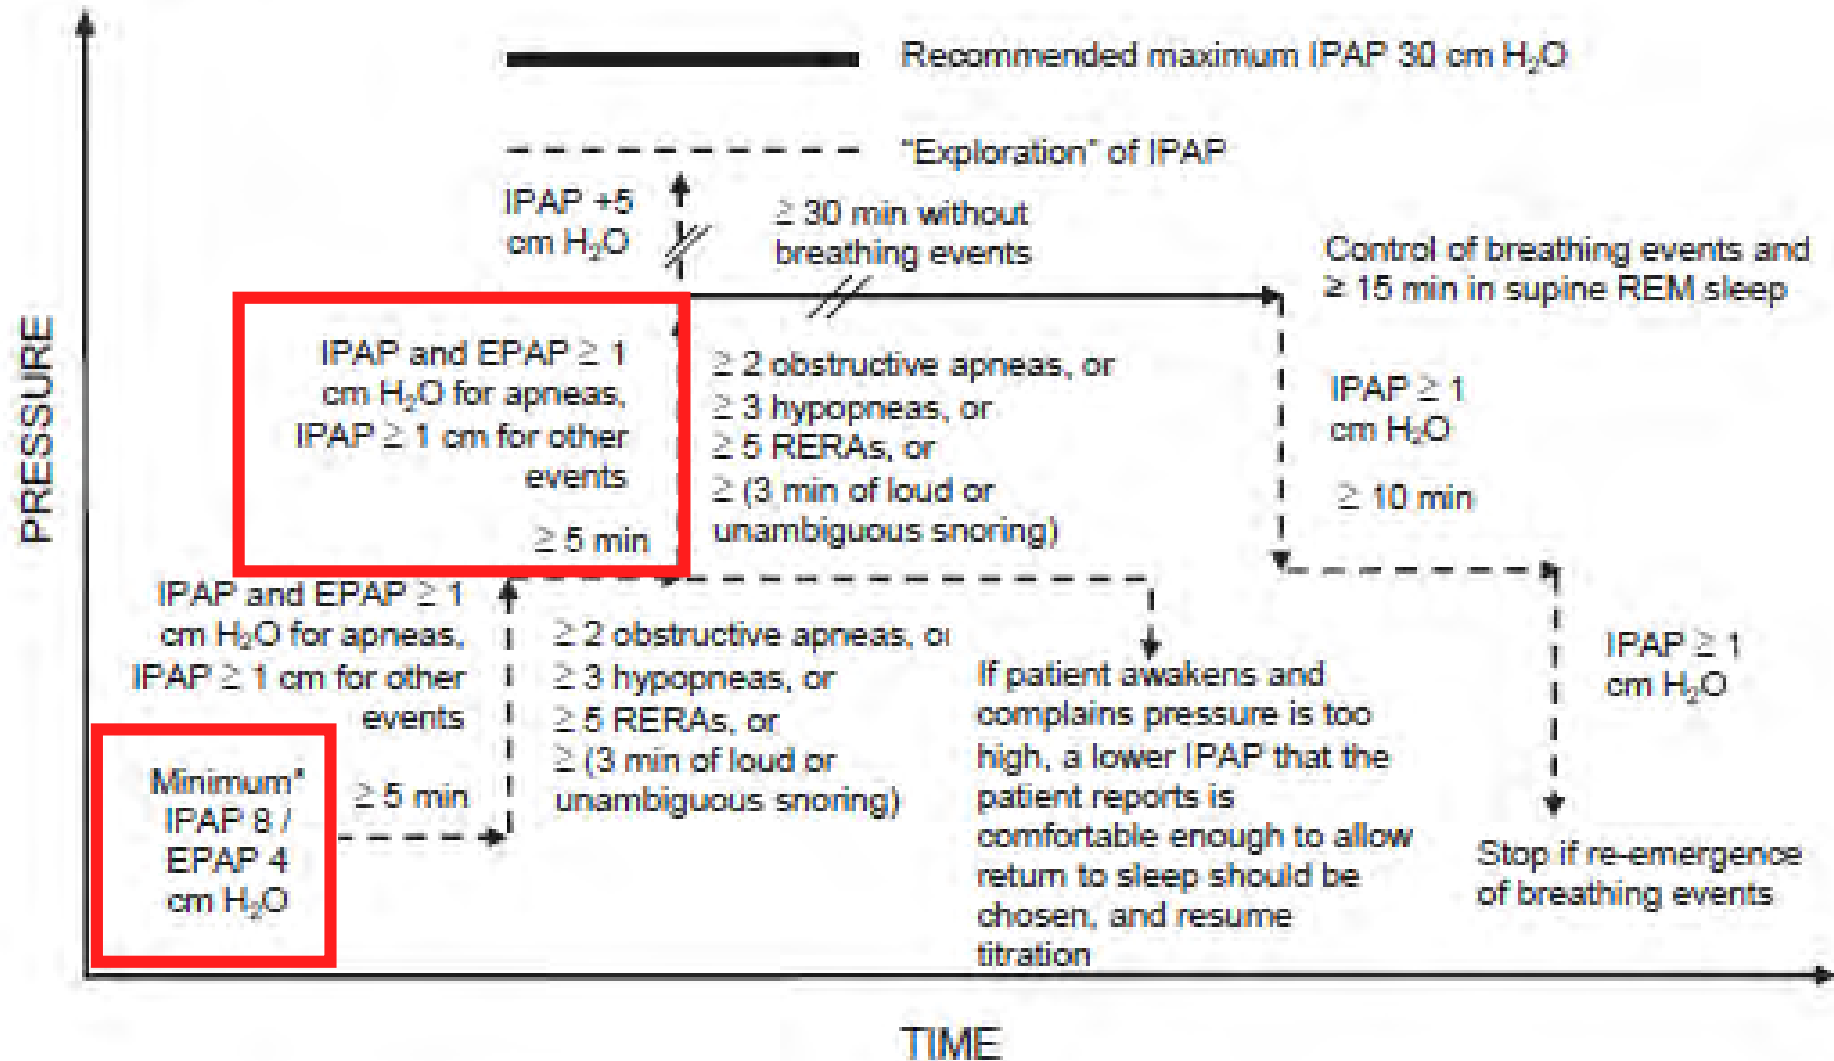 Recommended maximum IPAP 30 cm H₂O
"Exploration" of IPAP
IPAP +5
cm H₂O
≥ 30 min without
breathing events
Control of breathing events and
≥ 15 min in supine REM sleep
PRESSURE
IPAP and EPAP ≥ 1
cm H₂O for apneas,
IPAP ≥ 1 cm for other
events
≥ 5 min
≥ 2 obstructive apneas, or
≥ 3 hypopneas, or
≥ 5 RERAs, or
≥ (3 min of loud or
unambiguous snoring)
IPAP ≥ 1
cm H₂O
≥ 10 min
IPAP and EPAP ≥ 1
cm H₂O for apneas,
IPAP ≥ 1 cm for other
events
≥ 2 obstructive apneas, or
≥ 3 hypopneas, or
≥ 5 RERAs, or
≥ (3 min of loud or
unambiguous snoring)
If patient awakens and
complains pressure is too
high, a lower IPAP that the
patient reports is
comfortable enough to allow
return to sleep should be
chosen, and resume
titration
IPAP ≥ 1
cm H₂O
Minimum*
IPAP 8 /
EPAP 4
cm H₂O
≥ 5 min
Stop if re-emergence
of breathing events
TIME